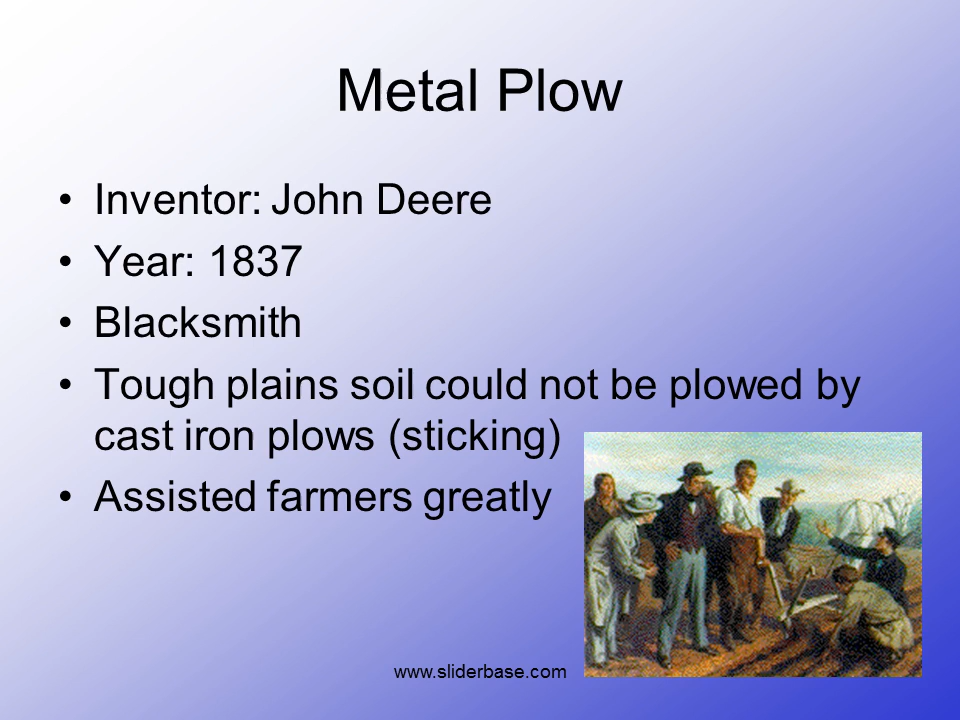 Metal Plow
• Inventor: John Deere
• Year: 1837
• Blacksmith
• Tough plains soil could not be plowed by
cast iron plows (sticking)
• Assisted farmers greatly
www.sliderbase.com